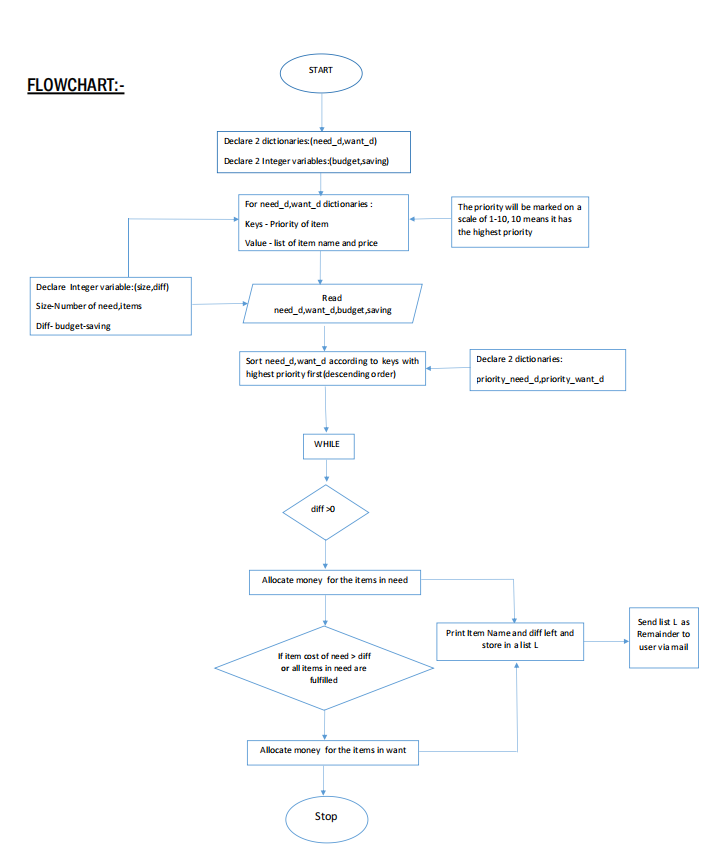 FLOWCHART:-
START
Declare 2 dictionaries:(need_d,want_d)
Declare 2 Integer variables:(budget,saving)
For need_d,want_d dictionaries :
Keys - Priority of item
Value - list of item name and price
The priority will be marked on a
scale of 1-10, 10 means it has
the highest priority
Declare Integer variable:(size,diff)
Size-Number of need,items
Diff- budget-saving
Read
need_d,want_d,budget,saving
Sort need_d,want_d according to keys with
highest priority first(descending order)
Declare 2 dictionaries:
priority_need_d,priority_want_d
WHILE
diff >0
Allocate money for the items in need
Print Item Name and diff left and
store in a list L
Send list L as
Remainder to
user via mail
If item cost of need > diff
or all items in need are
fulfilled
Allocate money for the items in want
Stop